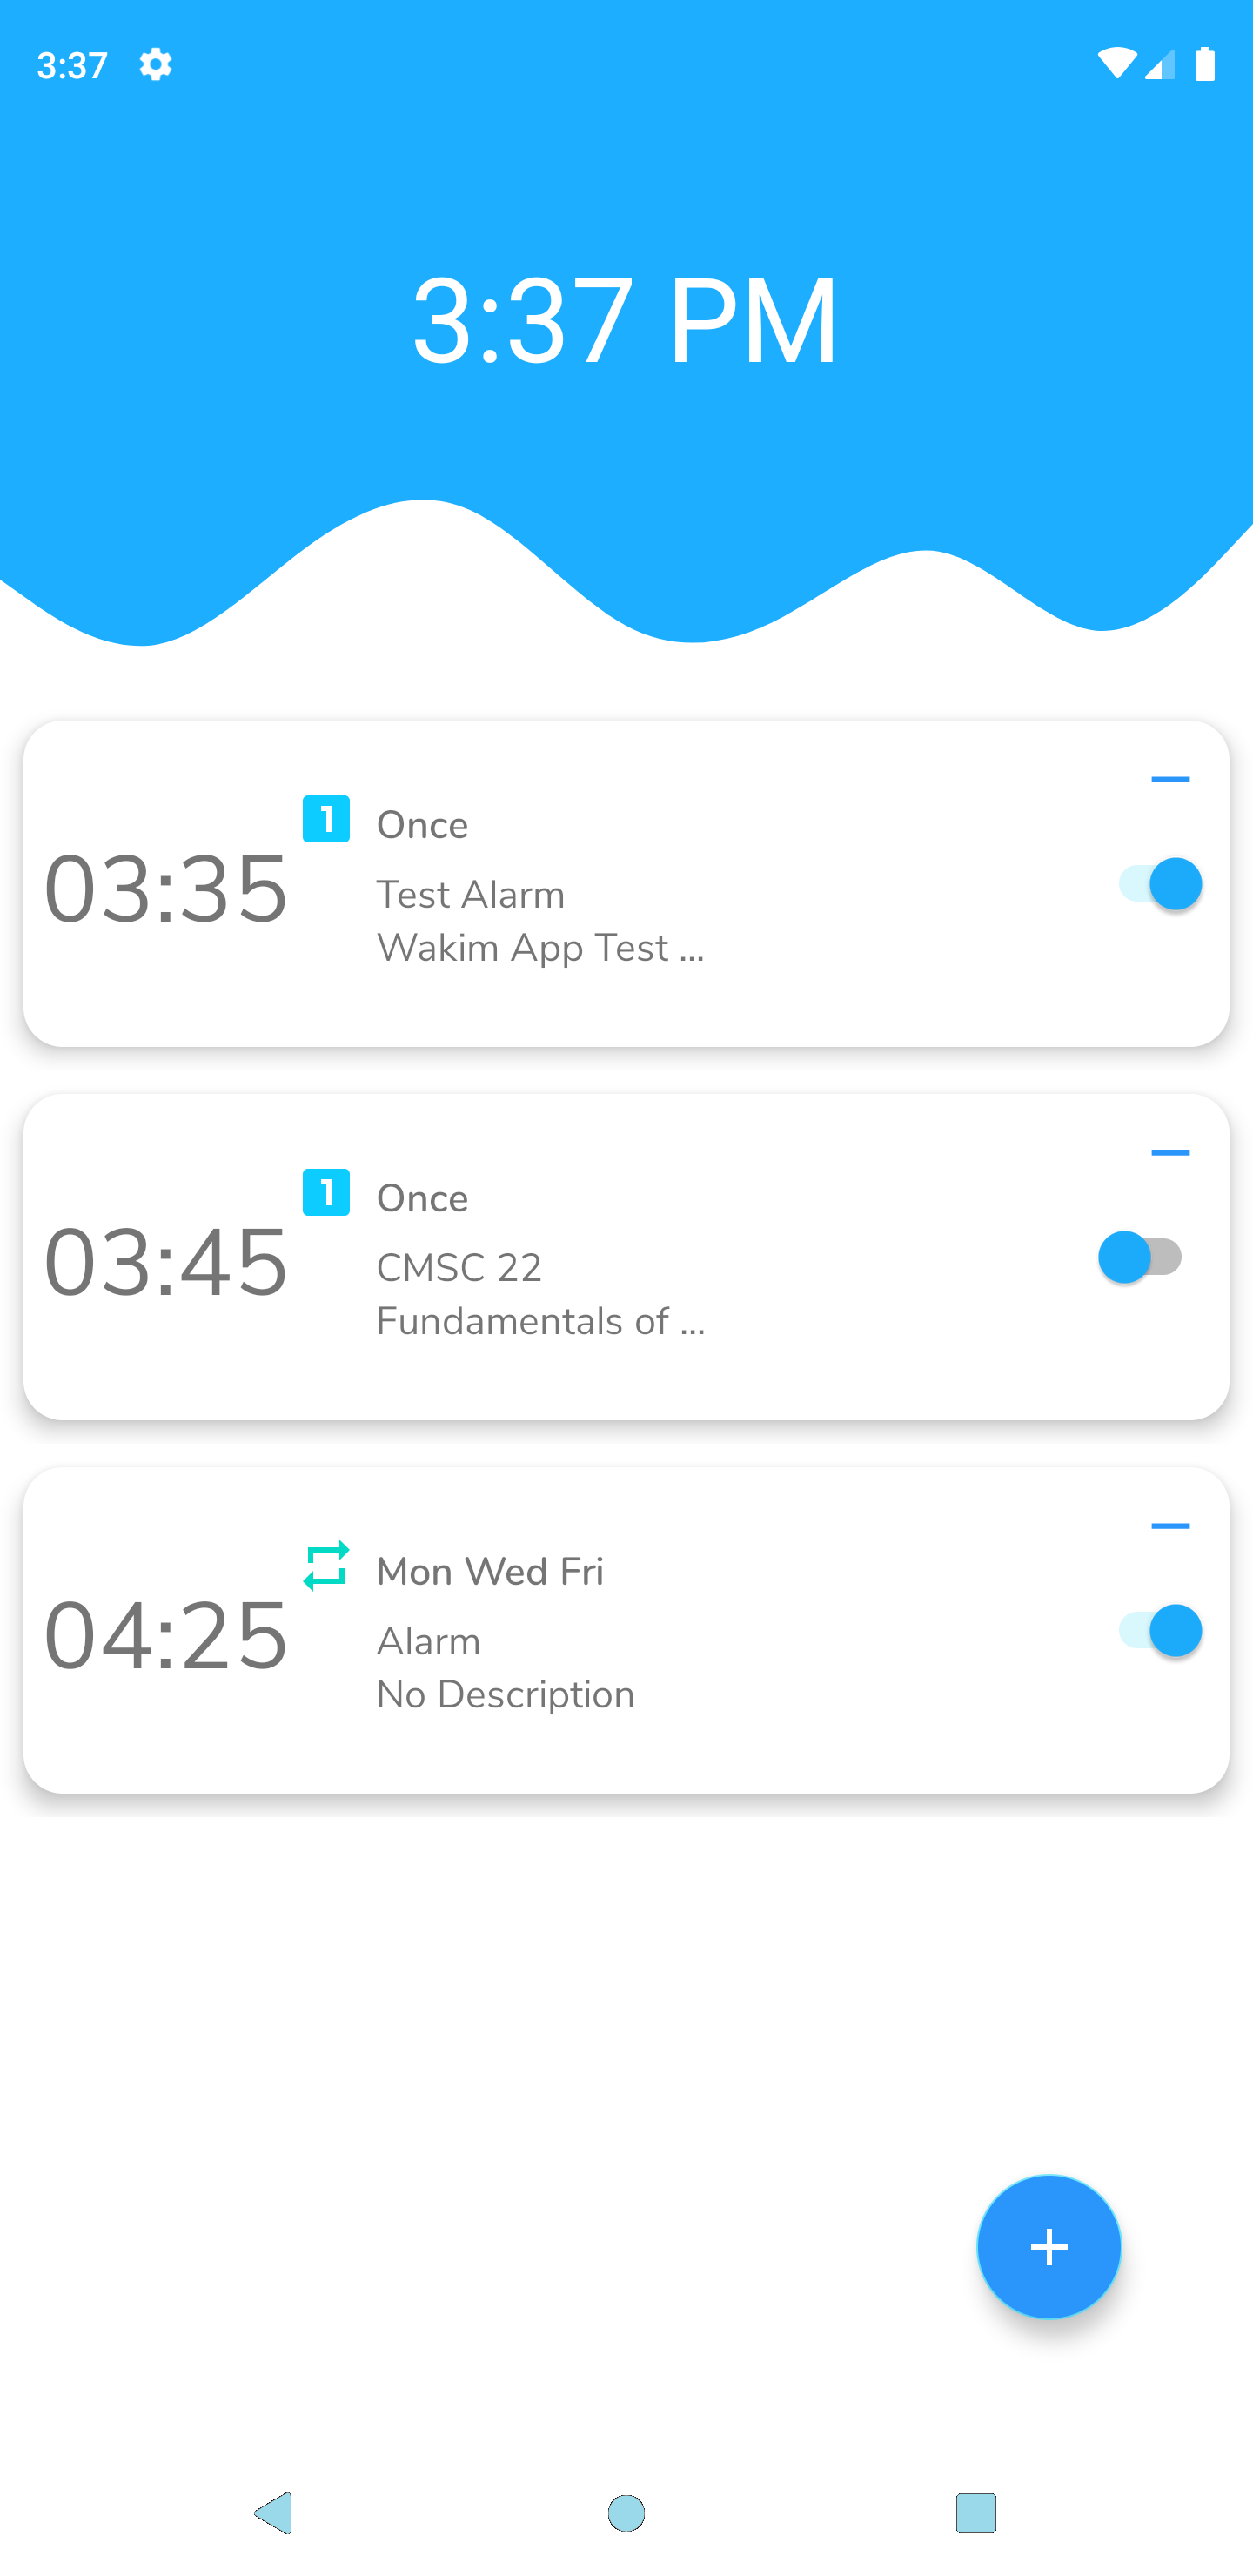 3:37
3:37 PM
1 Once
03:35
Test Alarm
Wakim App Test ...
1 Once
03:45
CMSC 22
Fundamentals of ...
Mon Wed Fri
04:25
Alarm
No Description
+